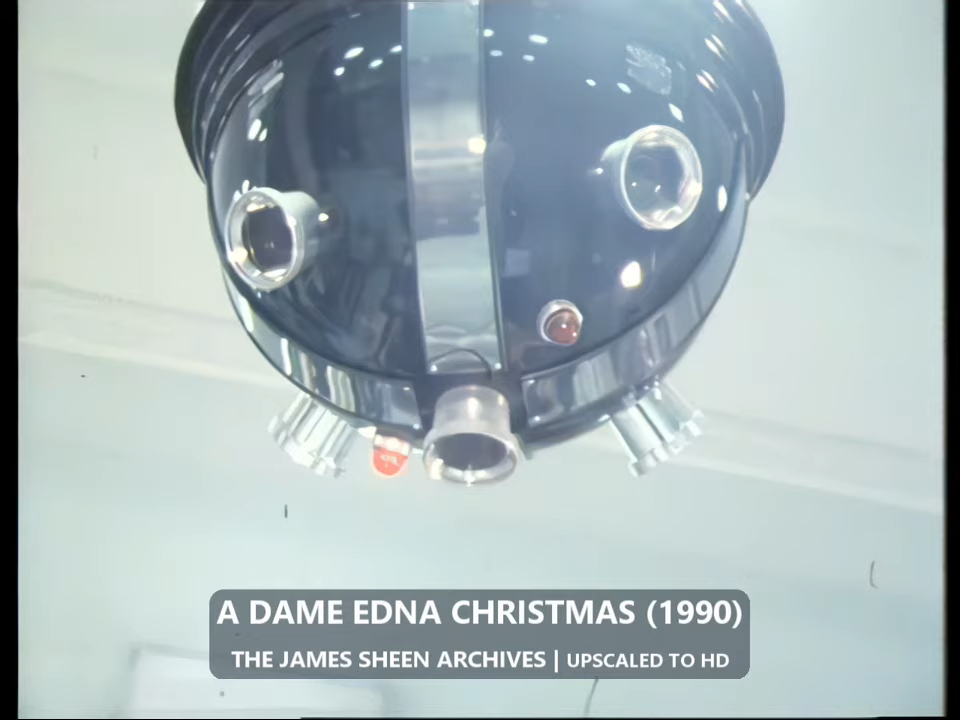 A DAME EDNA CHRISTMAS (1990)
THE JAMES SHEEN ARCHIVES | UPSCALED TO HD